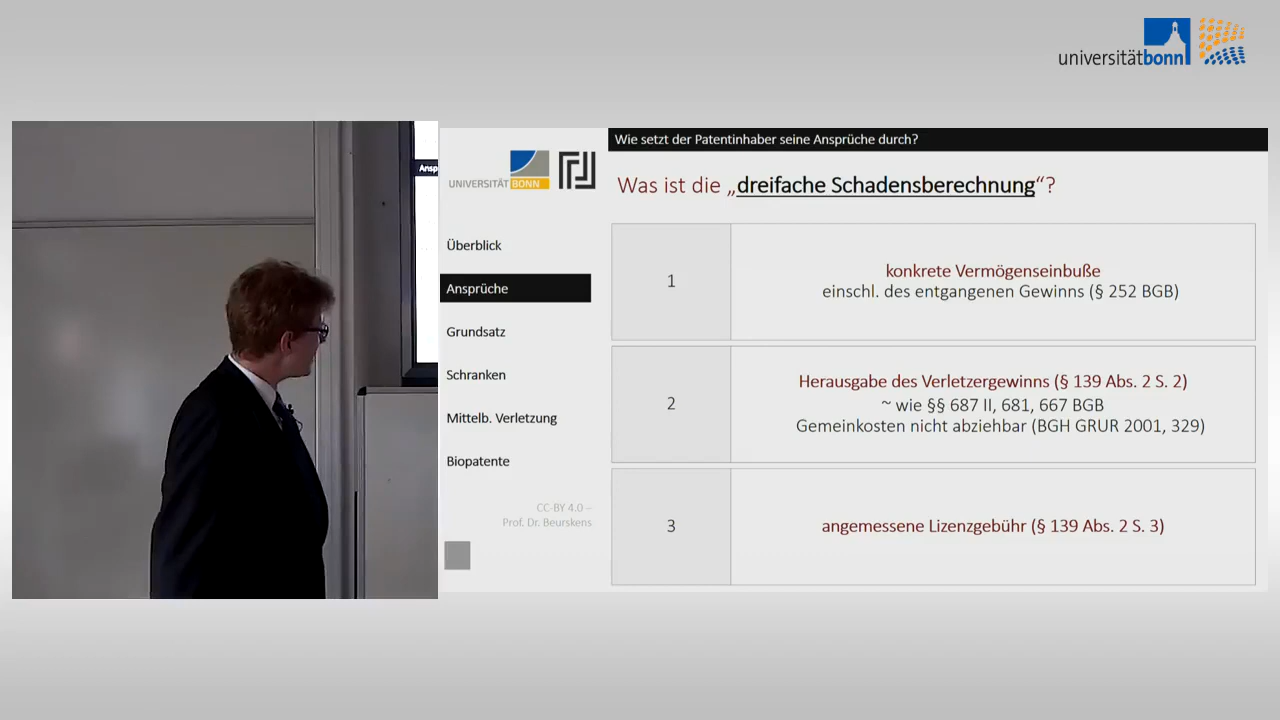 universitätbonn
Ansp
UNIVERSITÄT BONN
Wie setzt der Patentinhaber seine Ansprüche durch?
Was ist die „dreifache Schadensberechnung“?
Überblick
Ansprüche
Grundsatz
Schranken
Mittelb. Verletzung
Biopatente
CC-BY 4.0 –
Prof. Dr. Beurskens
1
konkrete Vermögenseinbuße
einschl. des entgangenen Gewinns (§ 252 BGB)
2
Herausgabe des Verletzergewinns (§ 139 Abs. 2 S. 2)
~ wie §§ 687 II, 681, 667 BGB
Gemeinkosten nicht abziehbar (BGH GRUR 2001, 329)
3
angemessene Lizenzgebühr (§ 139 Abs. 2 S. 3)